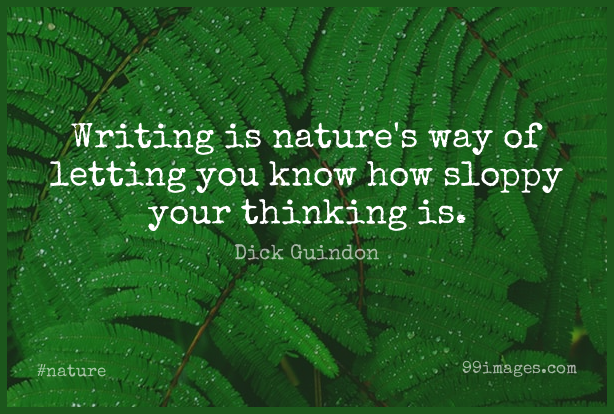 Writing is nature's way of
letting you know how sloppy
your thinking is.
Dick Guindon
#nature
99images.com